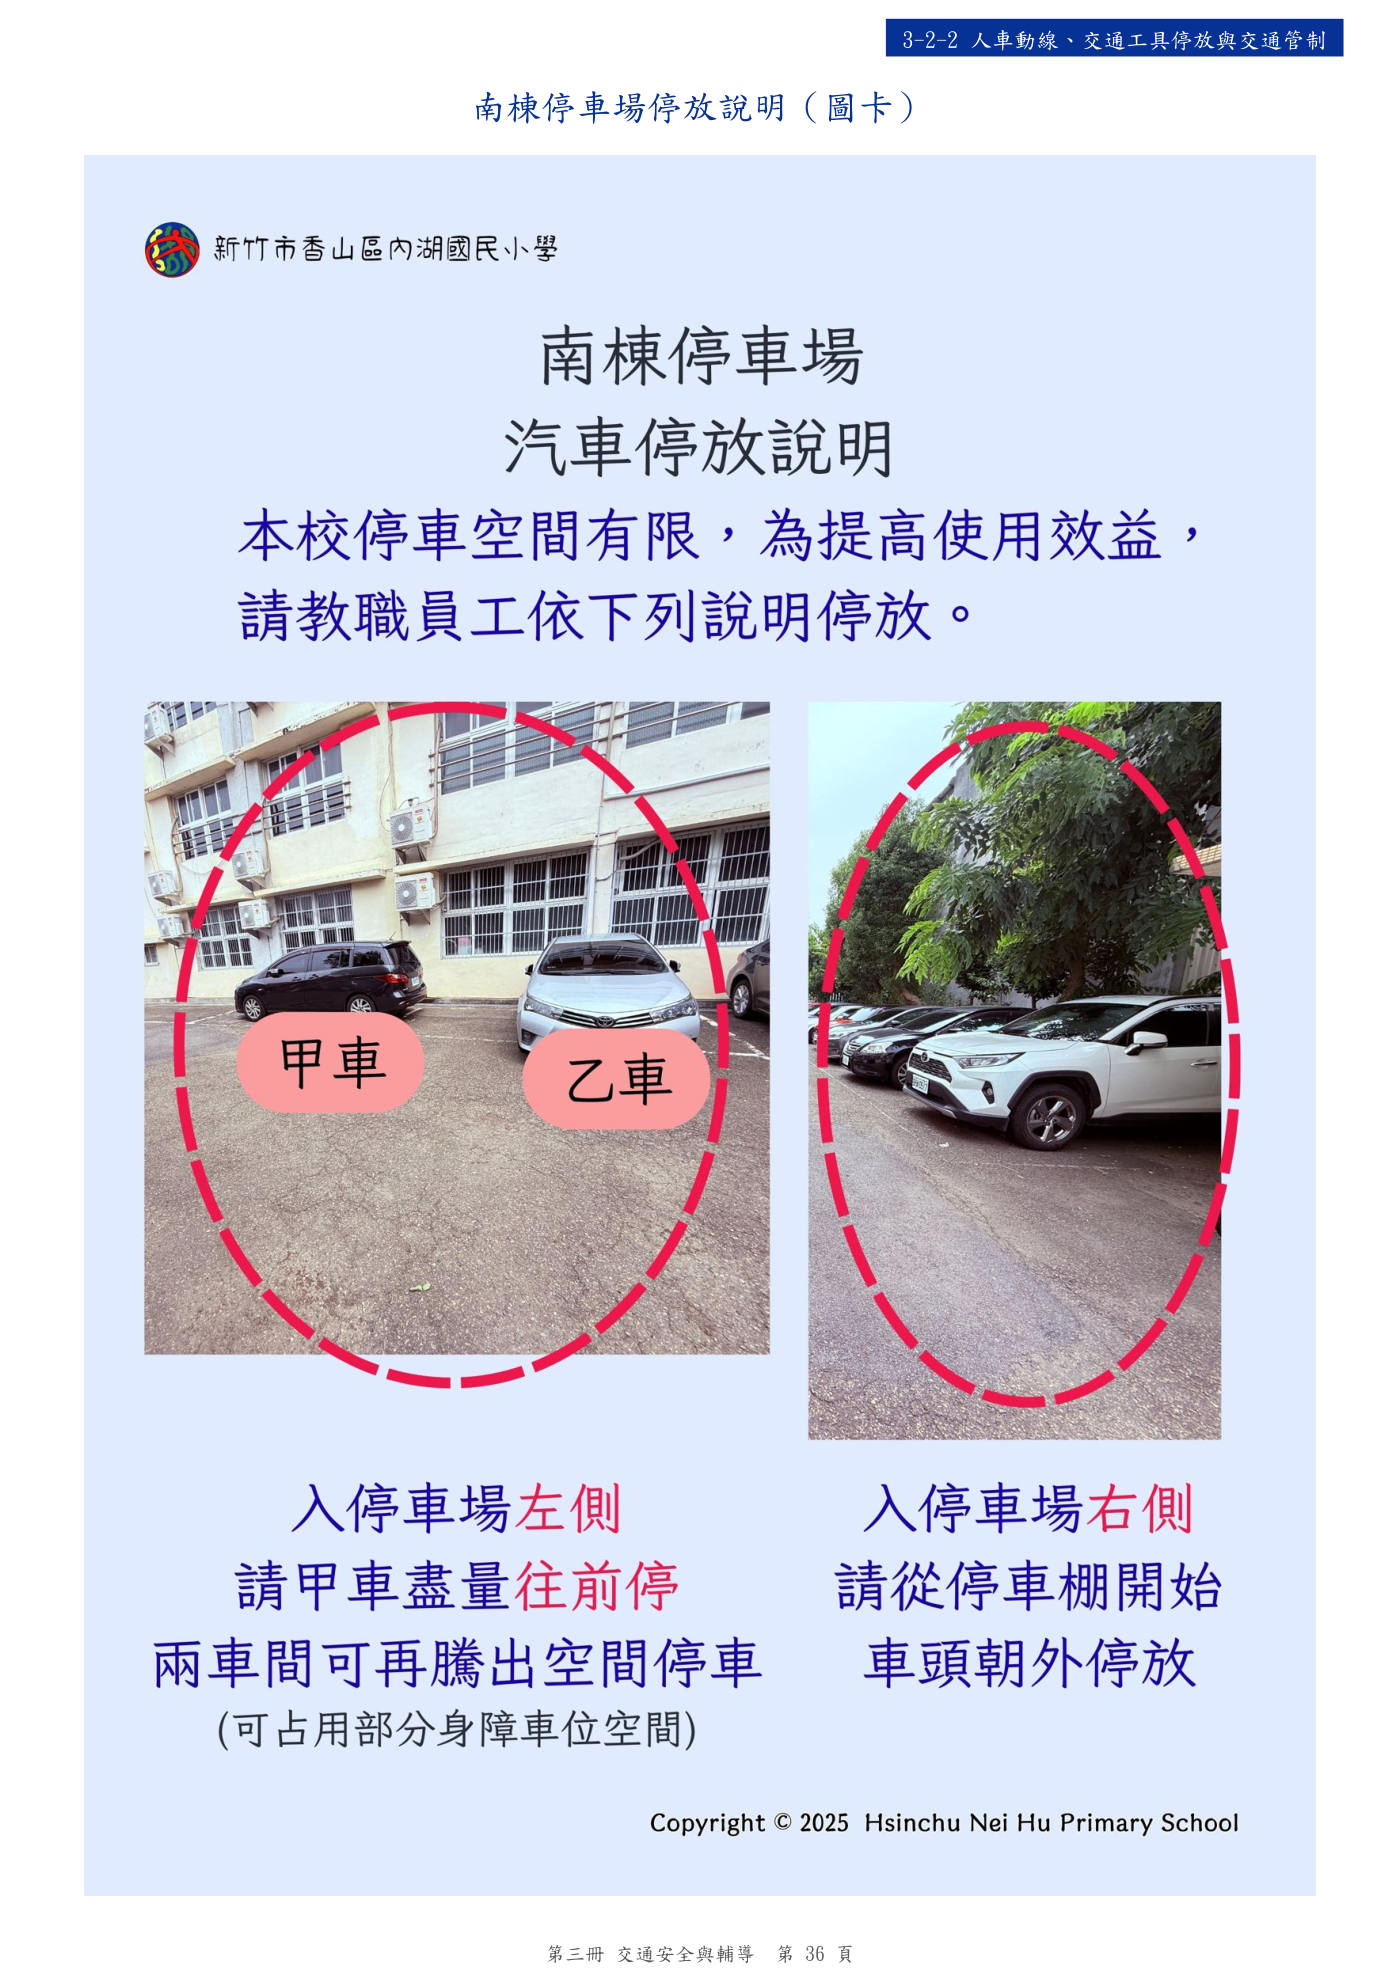 3-2-2 人車動線、交通工具停放與交通管制
南棟停車場停放說明（圖卡）
新竹市香山區內湖國民小學
南棟停車場
汽車停放說明
本校停車空間有限，為提高使用效益，
請教職員工依下列說明停放。
甲車
乙車
入停車場左側
請甲車盡量往前停
兩車間可再騰出空間停車
(可占用部分身障車位空間)
入停車場右側
請從停車棚開始
車頭朝外停放
Copyright © 2025 Hsinchu Nei Hu Primary School
第三冊 交通安全與輔導 第 36 頁